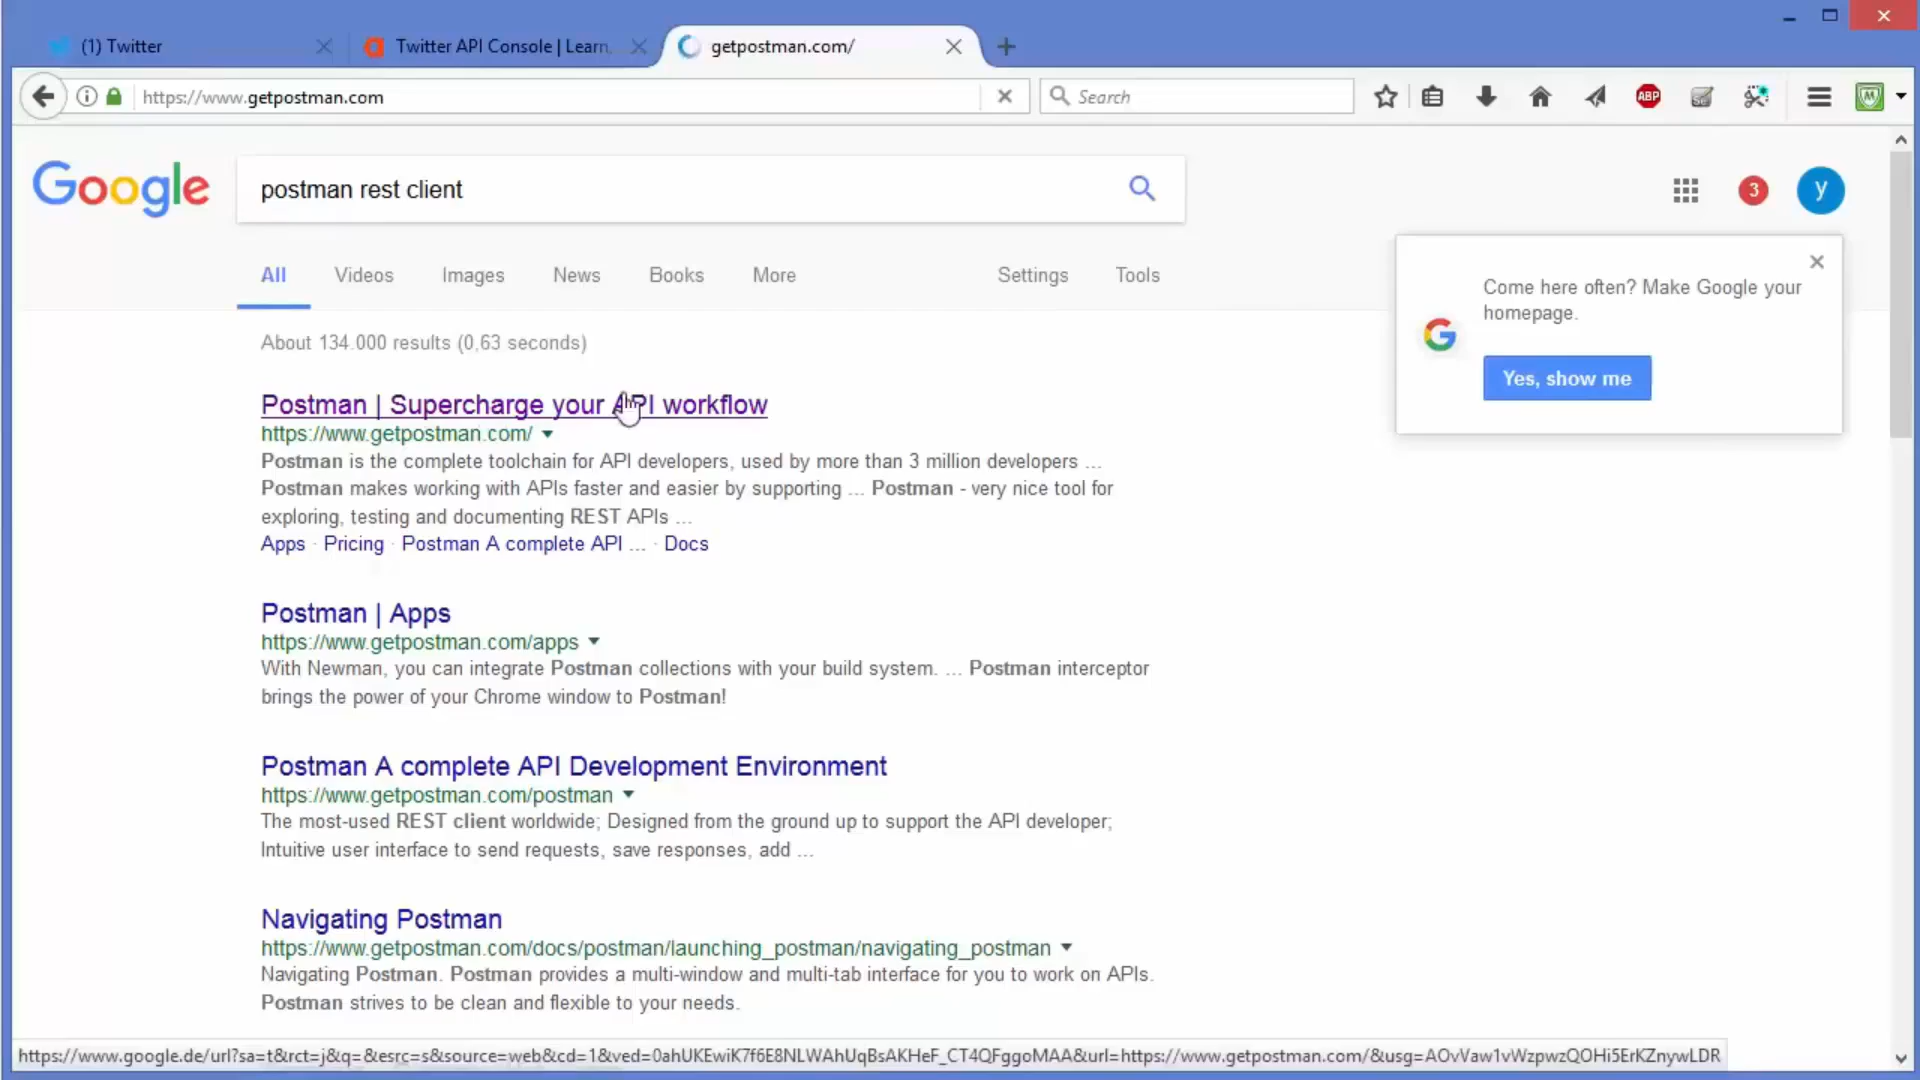 (1) Twitter
Twitter API Console | Learn
getpostman.com/
https://www.getpostman.com
Search
ABP
Google
postman rest client
3
y
All
Videos
Images
News
Books
More
Settings
Tools
Come here often? Make Google your
homepage.
Yes, show me
About 134.000 results (0,63 seconds)
Postman | Supercharge your API workflow
https://www.getpostman.com/
Postman is the complete toolchain for API developers, used by more than 3 million developers ...
Postman makes working with APIs faster and easier by supporting ... Postman - very nice tool for
exploring, testing and documenting REST APIs ...
Apps · Pricing · Postman A complete API ... · Docs
Postman | Apps
https://www.getpostman.com/apps
With Newman, you can integrate Postman collections with your build system. ... Postman interceptor
brings the power of your Chrome window to Postman!
Postman A complete API Development Environment
https://www.getpostman.com/postman
The most-used REST client worldwide; Designed from the ground up to support the API developer;
Intuitive user interface to send requests, save responses, add ...
Navigating Postman
https://www.getpostman.com/docs/postman/launching_postman/navigating_postman
Navigating Postman. Postman provides a multi-window and multi-tab interface for you to work on APIs.
Postman strives to be clean and flexible to your needs.
https://www.google.de/url?sa=t&rct=j&q=&esrc=s&source=web&cd=1&ved=0ahUKEwiK7f6E8NLWAhUqBsAKHeF_CT4QFggoMAA&url=https://www.getpostman.com/&usg=AOvVaw1vWzpwzQOHi5ErKZnywLDR